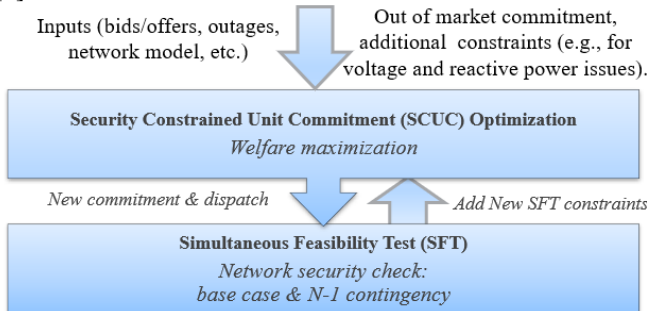 Inputs (bids/offers, outages,
network model, etc.)
Out of market commitment,
additional constraints (e.g., for
voltage and reactive power issues).
Security Constrained Unit Commitment (SCUC) Optimization
Welfare maximization
New commitment & dispatch
Add New SFT constraints
Simultaneous Feasibility Test (SFT)
Network security check:
base case & N-1 contingency